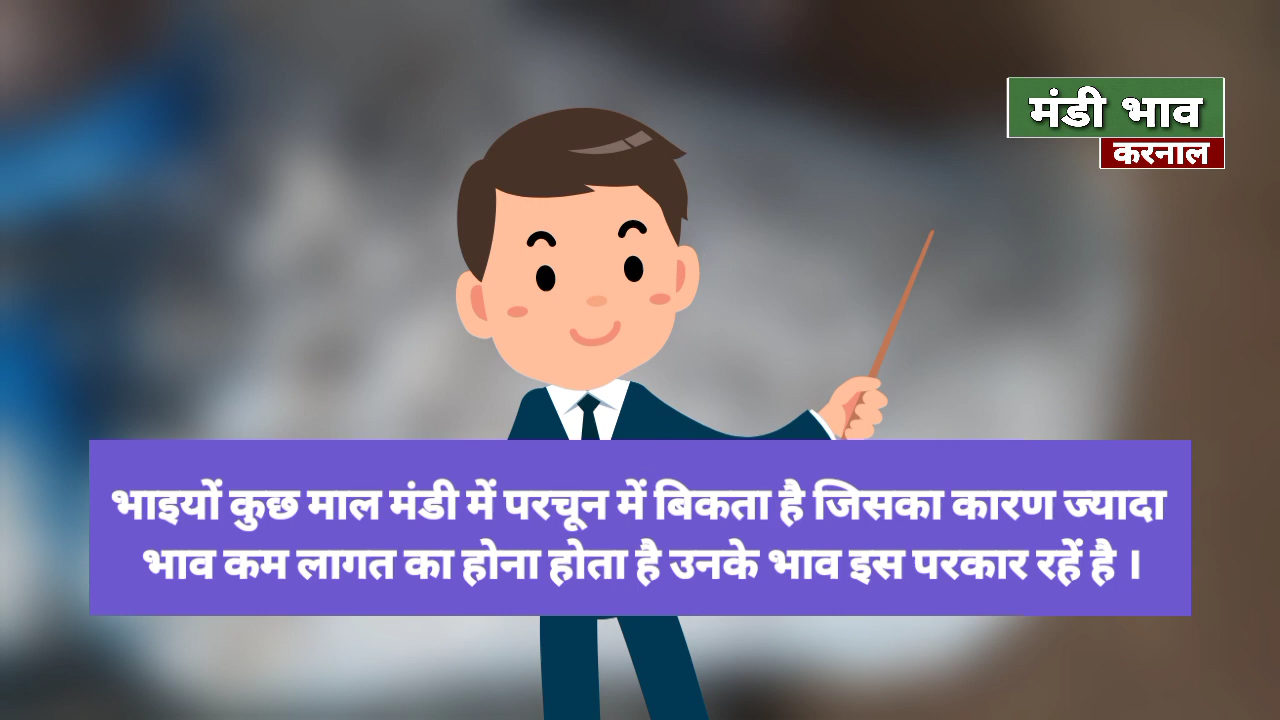 मंडी भाव
करनाल
भाइयों कुछ माल मंडी में परचून में बिकता है जिसका कारण ज्यादा
भाव कम लागत का होना होता है उनके भाव इस परकार रहें है ।